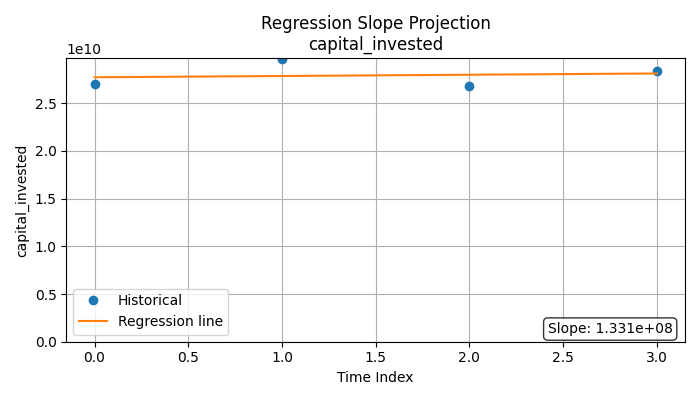 Regression Slope Projection
capital_invested
1e10
2.5
2.0
1.5
1.0
0.5
0.0
capital_invested
Historical
Regression line
Slope: 1.331e+08
0.0 0.5 1.0 1.5 2.0 2.5 3.0
Time Index